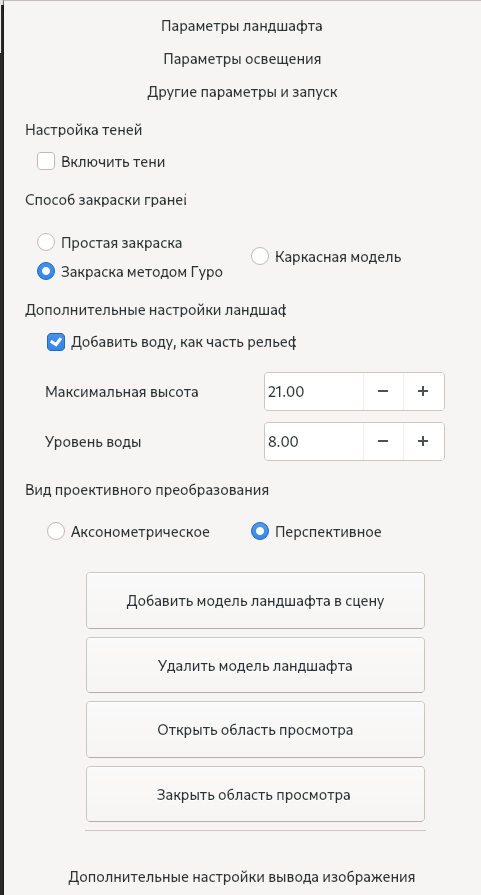 Параметры ландшафта
Параметры освещения
Другие параметры и запуск
Настройка теней
Включить тени
Способ закраски гране
Простая закраска
Каркасная модель
Закраска методом Гуро
Дополнительные настройки ландшаф
Добавить воду, как часть рельеф
Максимальная высота 21.00 − +
Уровень воды 8.00 − +
Вид проективного преобразования
Аксонометрическое Перспективное
Добавить модель ландшафта в сцену
Удалить модель ландшафта
Открыть область просмотра
Закрыть область просмотра
Дополнительные настройки вывода изображения